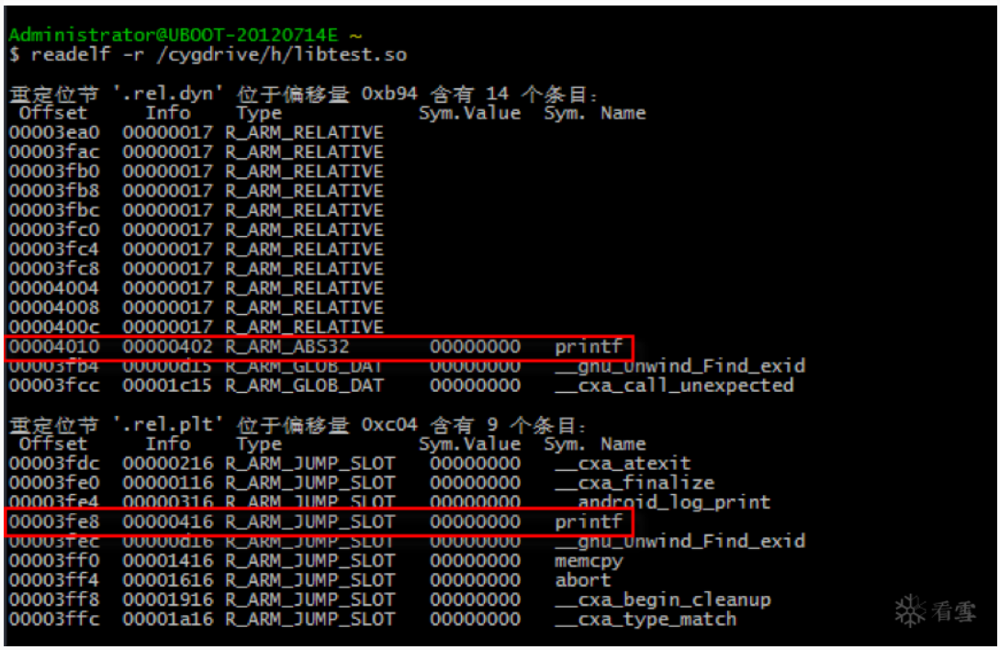 Administrator@UBOOT-20120714E ~
$ readelf -r /cygdrive/h/libtest.so
重定位节 '.rel.dyn' 位于偏移量 0xb94 含有 14 个条目:
Offset Info Type Sym.Value Sym. Name
00003ea0 00000017 R_ARM_RELATIVE
00003fac 00000017 R_ARM_RELATIVE
00003fb0 00000017 R_ARM_RELATIVE
00003fb8 00000017 R_ARM_RELATIVE
00003fbc 00000017 R_ARM_RELATIVE
00003fc0 00000017 R_ARM_RELATIVE
00003fc4 00000017 R_ARM_RELATIVE
00003fc8 00000017 R_ARM_RELATIVE
00004004 00000017 R_ARM_RELATIVE
00004008 00000017 R_ARM_RELATIVE
0000400c 00000017 R_ARM_RELATIVE
00004010 00000402 R_ARM_ABS32 00000000 printf
00003fb4 00000d15 R_ARM_GLOB_DAT 00000000 __gnu_Unwind_Find_exid
00003fcc 00001c15 R_ARM_GLOB_DAT 00000000 __cxa_call_unexpected
重定位节 '.rel.plt' 位于偏移量 0xc04 含有 9 个条目:
Offset Info Type Sym.Value Sym. Name
00003fdc 00000216 R_ARM_JUMP_SLOT 00000000 __cxa_atexit
00003fe0 00000116 R_ARM_JUMP_SLOT 00000000 __cxa_finalize
00003fe4 00000316 R_ARM_JUMP_SLOT 00000000 __android_log_print
00003fe8 00000416 R_ARM_JUMP_SLOT 00000000 printf
00003fec 00000d16 R_ARM_JUMP_SLOT 00000000 __gnu_Unwind_Find_exid
00003ff0 00001416 R_ARM_JUMP_SLOT 00000000 memcpy
00003ff4 00001616 R_ARM_JUMP_SLOT 00000000 abort
00003ff8 00001916 R_ARM_JUMP_SLOT 00000000 __cxa_begin_cleanup
00003ffc 00001a16 R_ARM_JUMP_SLOT 00000000 __cxa_type_match
看雪